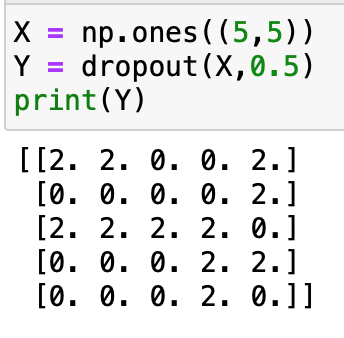 X = np.ones((5,5))
Y = dropout(X,0.5)
print(Y)
[[2. 2. 0. 0. 2.]
 [0. 0. 0. 0. 2.]
 [2. 2. 2. 2. 0.]
 [0. 0. 0. 2. 2.]
 [0. 0. 0. 2. 0.]]